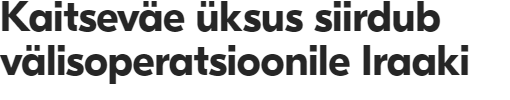 Kaitseväe üksus siirdub
välisoperatsioonile Iraaki